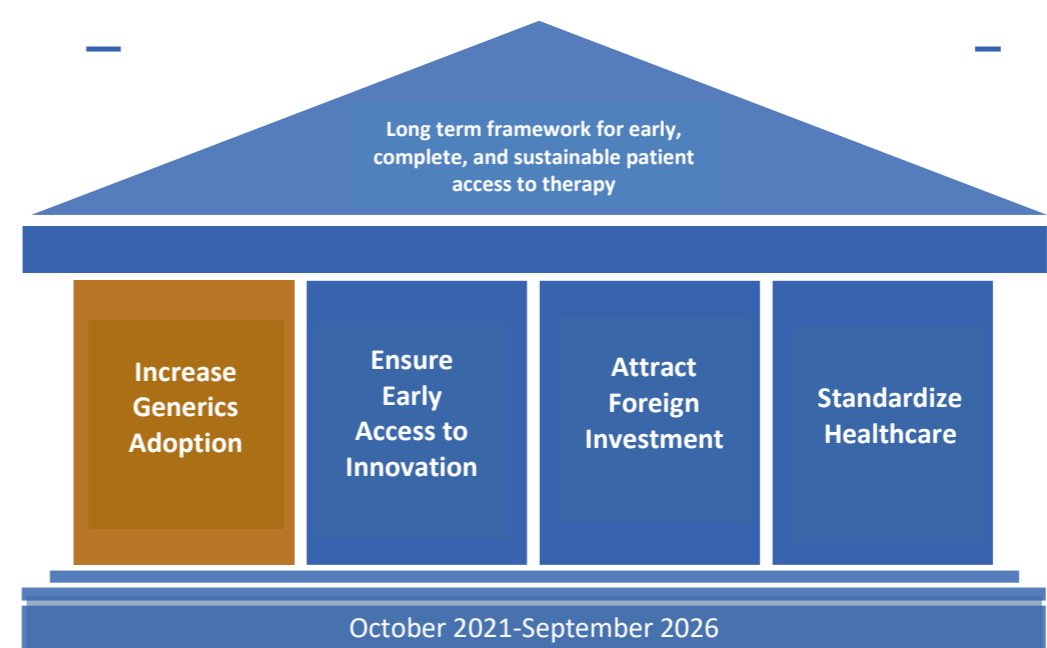 Long term framework for early,
complete, and sustainable patient
access to therapy
Increase
Generics
Adoption
Ensure
Early
Access to
Innovation
Attract
Foreign
Investment
Standardize
Healthcare
October 2021-September 2026